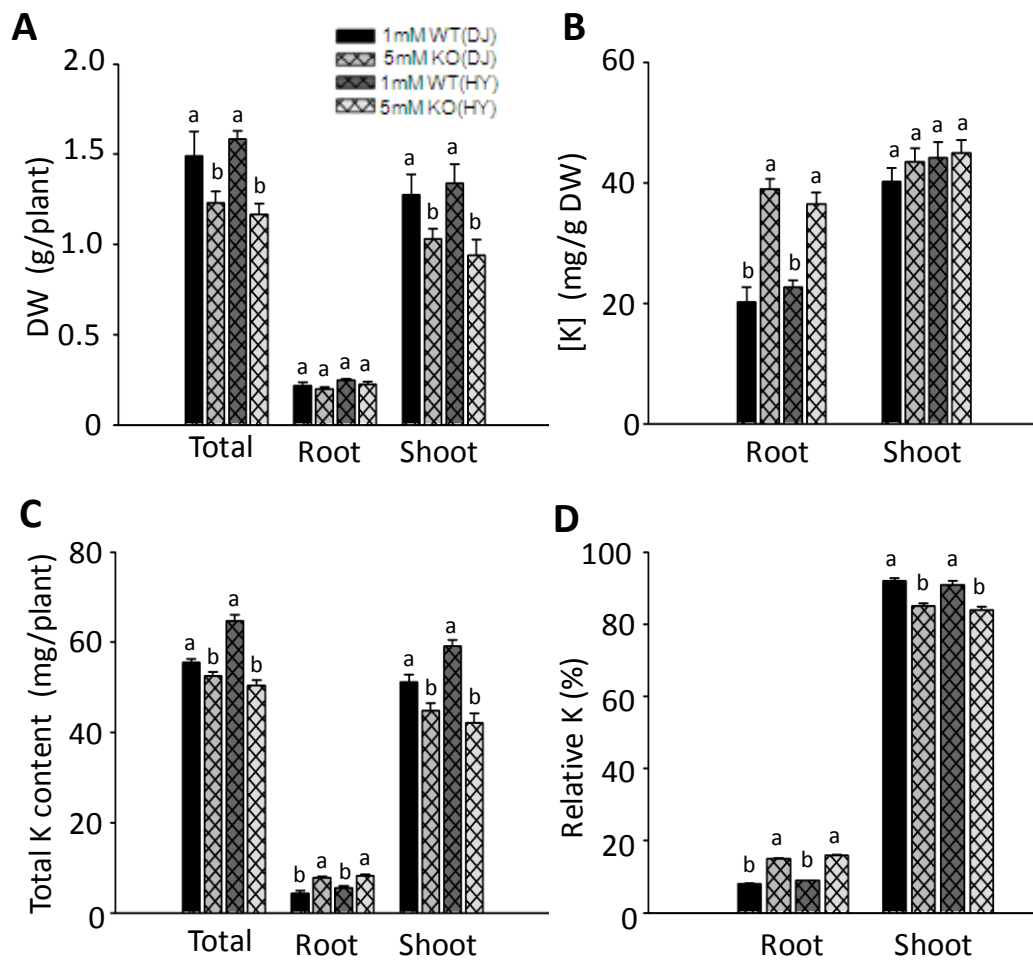 A
1mM WT(DJ)
5mM KO(DJ)
1mM WT(HY)
5mM KO(HY)
DW (g/plant)
2.0
1.5
1.0
0.5
0
a b a b
a a a a
a b a b
Total Root Shoot
B
[K] (mg/g DW)
60
40
20
0
b a b a
a a a a
Root Shoot
C
Total K content (mg/plant)
80
60
40
20
0
a b a b
b a b a
a b a b
Total Root Shoot
D
Relative K (%)
100
80
60
40
20
0
b a b a
a b a b
Root Shoot